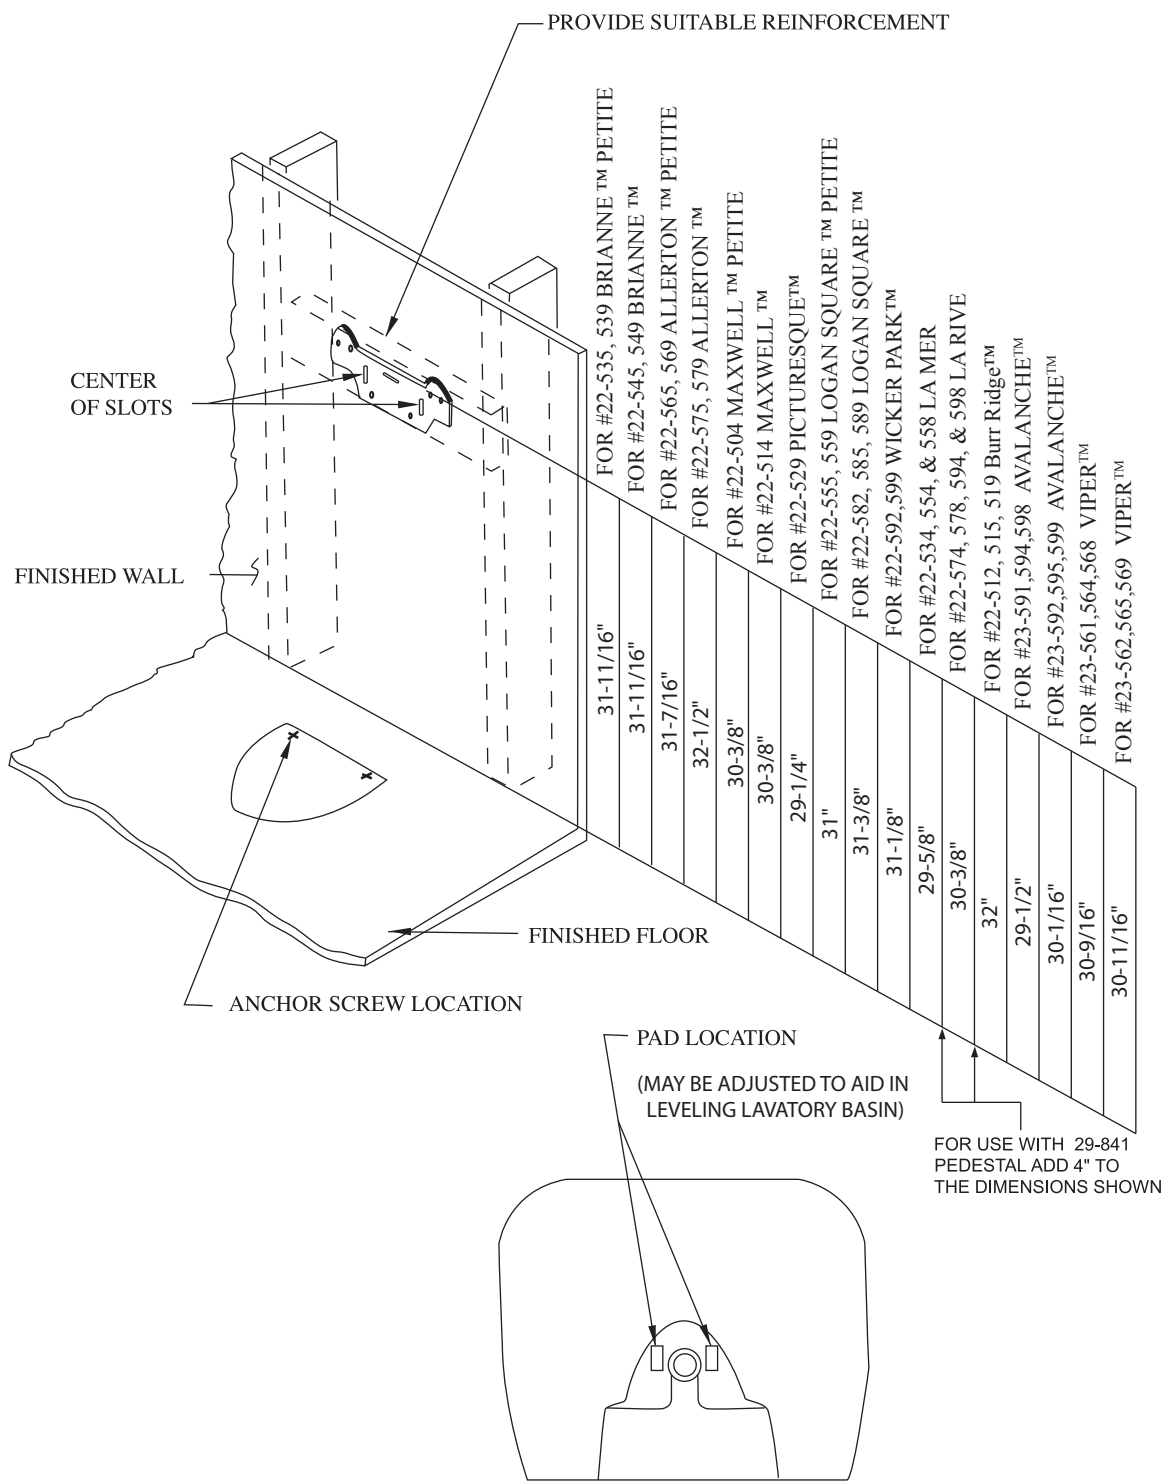 PROVIDE SUITABLE REINFORCEMENT
CENTER
OF SLOTS
FINISHED WALL
FOR #22-535, 539 BRIANNE ™ PETITE
FOR #22-545, 549 BRIANNE ™
FOR #22-565, 569 ALLERTON ™ PETITE
FOR #22-575, 579 ALLERTON ™
FOR #22-504 MAXWELL ™ PETITE
FOR #22-514 MAXWELL ™
FOR #22-529 PICTURESQUE™
FOR #22-555, 559 LOGAN SQUARE ™ PETITE
FOR #22-582, 585, 589 LOGAN SQUARE ™
FOR #22-592,599 WICKER PARK™
FOR #22-534, 554, & 558 LA MER
FOR #22-574, 578, 594, & 598 LA RIVE
FOR #22-512, 515, 519 Burr Ridge™
FOR #23-591,594,598 AVALANCHE™
FOR #23-592,595,599 AVALANCHE™
FOR #23-561,564,568 VIPER™
FOR #23-562,565,569 VIPER™
31-11/16"
31-11/16"
31-7/16"
32-1/2"
30-3/8"
30-3/8"
29-1/4"
31"
31-3/8"
31-1/8"
29-5/8"
30-3/8"
32"
29-1/2"
30-1/16"
30-9/16"
30-11/16"
FINISHED FLOOR
ANCHOR SCREW LOCATION
PAD LOCATION
(MAY BE ADJUSTED TO AID IN
LEVELING LAVATORY BASIN)
FOR USE WITH 29-841
PEDESTAL ADD 4" TO
THE DIMENSIONS SHOWN